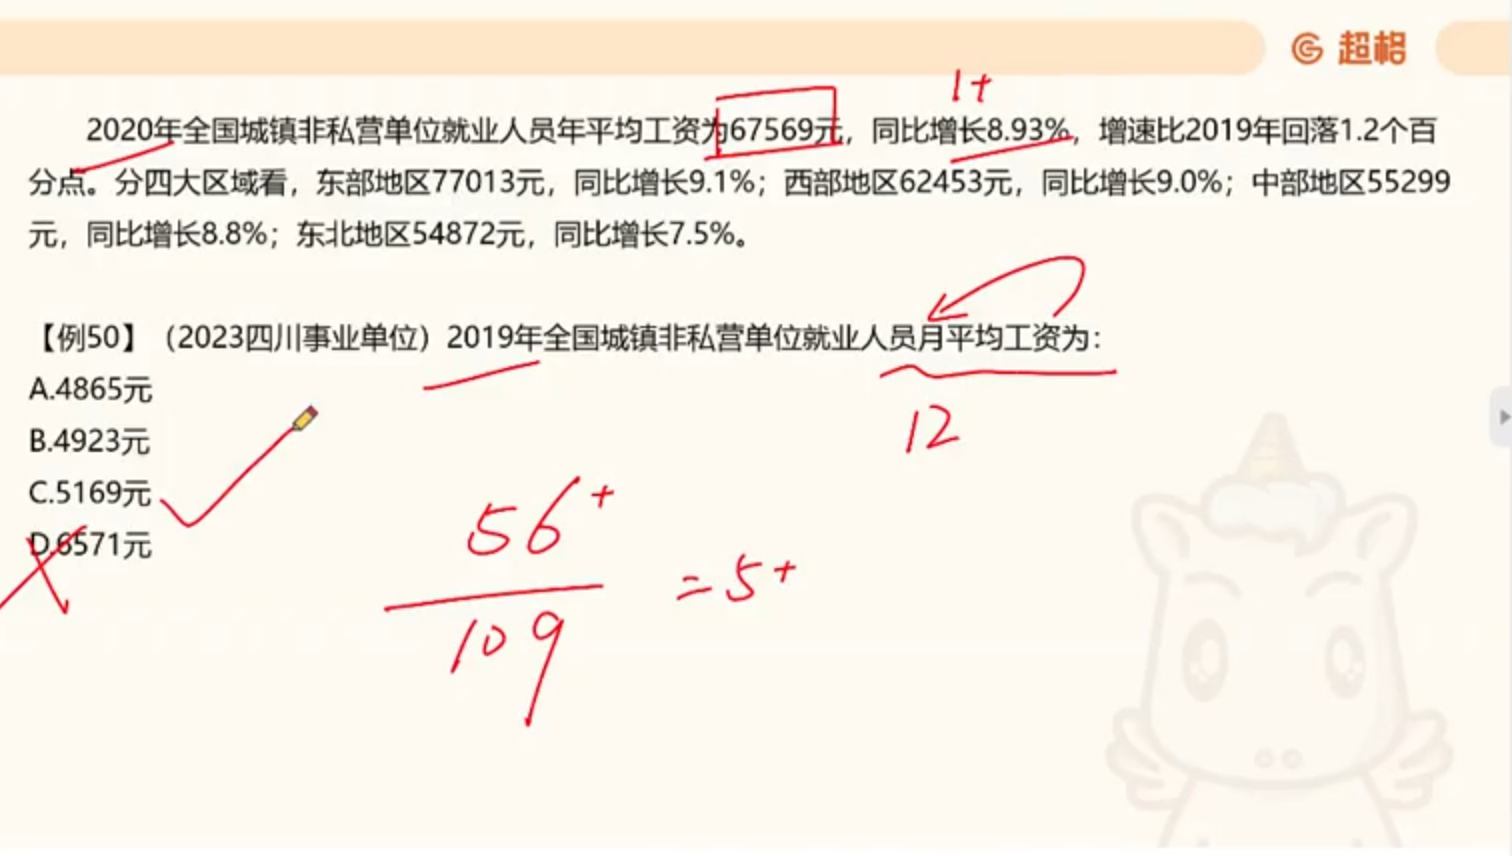 超格
1+
2020年全国城镇非私营单位就业人员年平均工资为67569元，同比增长8.93%，增速比2019年回落1.2个百
分点。分四大区域看，东部地区77013元，同比增长9.1%；西部地区62453元，同比增长9.0%；中部地区55299
元，同比增长8.8%；东北地区54872元，同比增长7.5%。
【例50】（2023四川事业单位）2019年全国城镇非私营单位就业人员月平均工资为：
A.4865元
B.4923元
C.5169元
D.6571元
12
56+
109
=5+